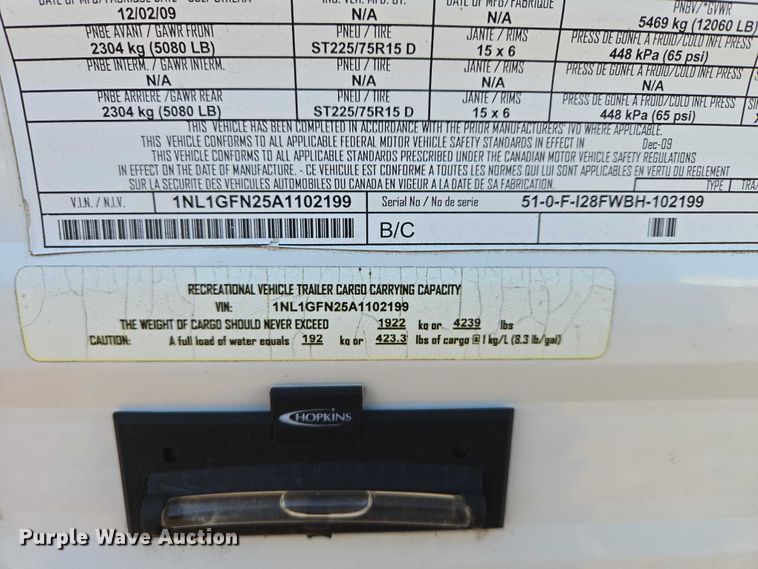 12/02/09 N/A N/A 5469 kg (12060 LB)
PNBE AVANT / GAWR FRONT PNEU / TIRE JANTE / RIMS PRESS DE GONFL A FROID/COLD INFL PRESS
2304 kg (5080 LB) ST225/75R15 D 15 x 6 448 kPa (65 psi)
PNBE INTERM. / GAWR INTERM. PNEU / TIRE JANTE / RIMS PRESS DE GONFL A FROID/COLD INFL PRESS
N/A N/A N/A N/A
PNBE ARRIERE / GAWR REAR PNEU / TIRE JANTE / RIMS PRESS DE GONFL A FROID/COLD INFL PRESS
2304 kg (5080 LB) ST225/75R15 D 15 x 6 448 kPa (65 psi)
THIS VEHICLE HAS BEEN COMPLETED IN ACCORDANCE WITH THE PRIOR MANUFACTURERS' IVD WHERE APPLICABLE.
THIS VEHICLE CONFORMS TO ALL APPLICABLE FEDERAL MOTOR VEHICLE SAFETY STANDARDS IN EFFECT IN Dec-09
THIS VEHICLE CONFORMS TO ALL APPLICABLE STANDARDS PRESCRIBED UNDER THE CANADIAN MOTOR VEHICLE SAFETY REGULATIONS
IN EFFECT ON THE DATE OF MANUFACTURE. - CE VEHICULE EST CONFORME A TOUTES LES NORMES QUI LUI SONT APPLICABLES EN VERTU DU REGLEMENT
SUR LA SECURITE DES VEHICULES AUTOMOBILES DU CANADA EN VIGEUR A LA DATE DE SA FABRICATION.
TYPE
V.I.N. / N.I.V. 1NL1GFN25A1102199 Serial No / No de serie 51-0-F-I28FWBH-102199
B/C
RECREATIONAL VEHICLE TRAILER CARGO CARRYING CAPACITY
VIN: 1NL1GFN25A1102199
THE WEIGHT OF CARGO SHOULD NEVER EXCEED 1922 kg or 4239 lbs
CAUTION: A full load of water equals 192 kg or 423.3 lbs of cargo @ 1 kg/L (8.3 lb/gal)
HOPKINS
Purple Wave Auction